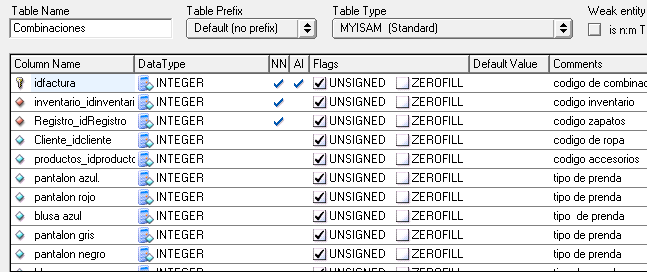 Table Name Table Prefix Table Type Weak entity
Combinaciones Default (no prefix) MYISAM (Standard) is n:m T
Column Name DataType NN AI Flags Default Value Comments
idfactura INTEGER UNSIGNED ZEROFILL codigo de combinac
inventario_idinventari INTEGER UNSIGNED ZEROFILL codigo inventario
Registro_idRegistro INTEGER UNSIGNED ZEROFILL codigo zapatos
Cliente_idcliente INTEGER UNSIGNED ZEROFILL codigo de ropa
productos_idproducto INTEGER UNSIGNED ZEROFILL codigo accesorios
pantalon azul. INTEGER UNSIGNED ZEROFILL tipo de prenda
pantalon rojo INTEGER UNSIGNED ZEROFILL tipo de prenda
blusa azul INTEGER UNSIGNED ZEROFILL tipo de prenda
pantalon gris INTEGER UNSIGNED ZEROFILL tipo de prenda
pantalon negro INTEGER UNSIGNED ZEROFILL tipo de prenda